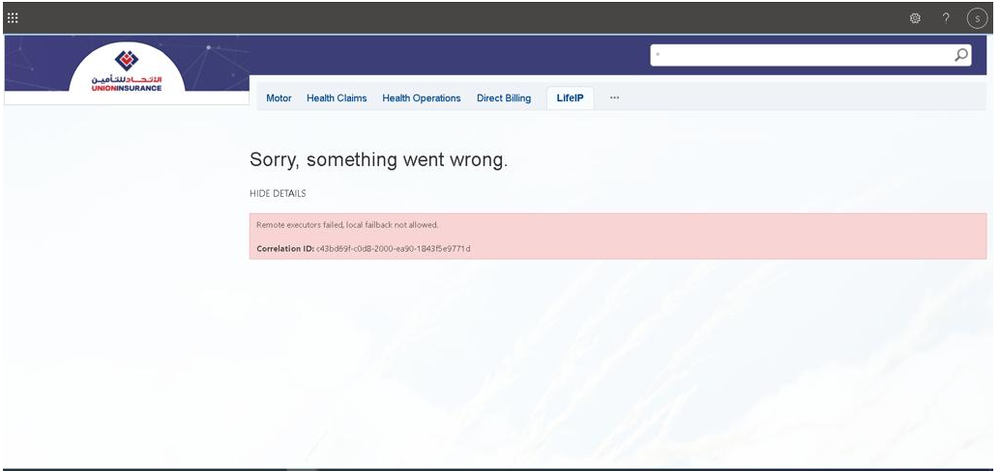 ?
S
الاتحاد للتأمين
UNIONINSURANCE
Motor Health Claims Health Operations Direct Billing LifeIP ...
Sorry, something went wrong.
HIDE DETAILS
Remote executors failed, local failback not allowed.
Correlation ID: c43bd69f-c0d8-2000-ea90-1843f5e9771d